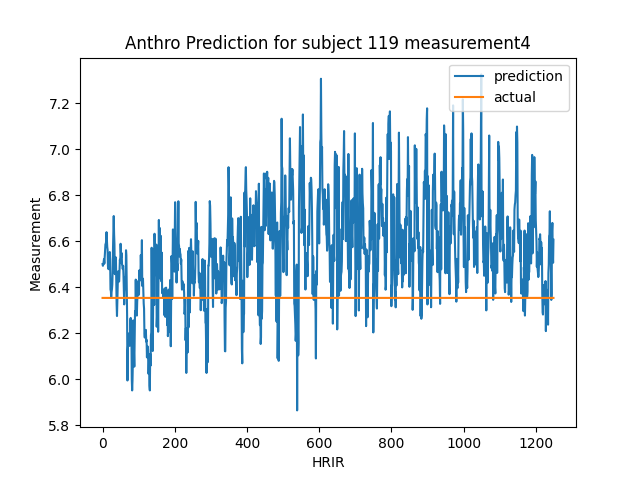 Anthro Prediction for subject 119 measurement4
prediction
actual
Measurement
7.2
7.0
6.8
6.6
6.4
6.2
6.0
5.8
0 200 400 600 800 1000 1200
HRIR